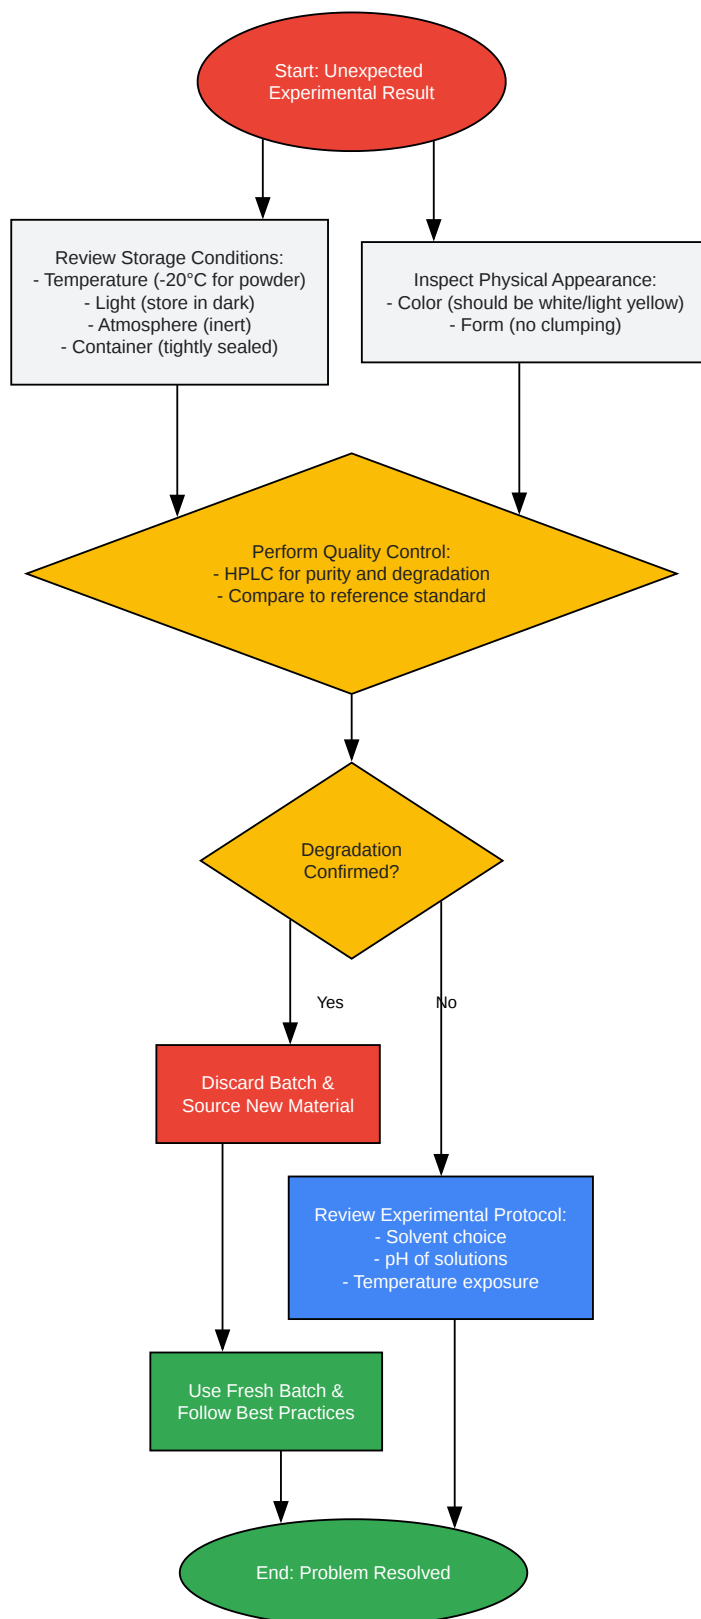 Start: Unexpected
Experimental Result
Review Storage Conditions:
- Temperature (-20°C for powder)
- Light (store in dark)
- Atmosphere (inert)
- Container (tightly sealed)
Inspect Physical Appearance:
- Color (should be white/light yellow)
- Form (no clumping)
Perform Quality Control:
- HPLC for purity and degradation
- Compare to reference standard
Degradation
Confirmed?
Yes
No
Discard Batch &
Source New Material
Review Experimental Protocol:
- Solvent choice
- pH of solutions
- Temperature exposure
Use Fresh Batch &
Follow Best Practices
End: Problem Resolved